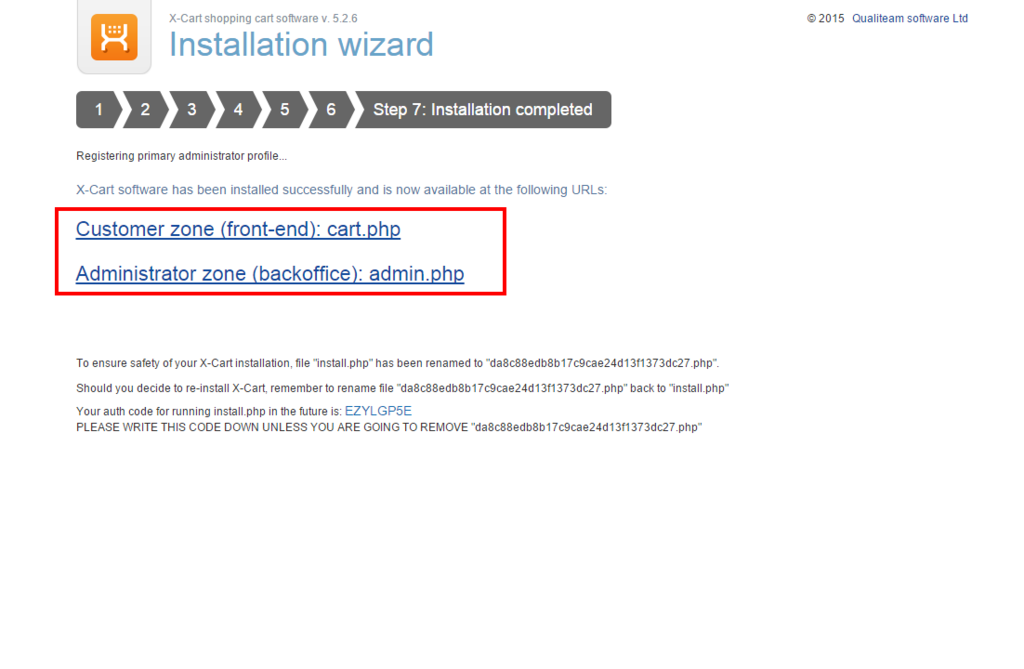 X-Cart shopping cart software v. 5.2.6
© 2015 Qualiteam software Ltd
Installation wizard
1 2 3 4 5 6 Step 7: Installation completed
Registering primary administrator profile...
X-Cart software has been installed successfully and is now available at the following URLs:
Customer zone (front-end): cart.php
Administrator zone (backoffice): admin.php
To ensure safety of your X-Cart installation, file "install.php" has been renamed to "da8c88edb8b17c9cae24d13f1373dc27.php".
Should you decide to re-install X-Cart, remember to rename file "da8c88edb8b17c9cae24d13f1373dc27.php" back to "install.php"
Your auth code for running install.php in the future is: EZYLGP5E
PLEASE WRITE THIS CODE DOWN UNLESS YOU ARE GOING TO REMOVE "da8c88edb8b17c9cae24d13f1373dc27.php"